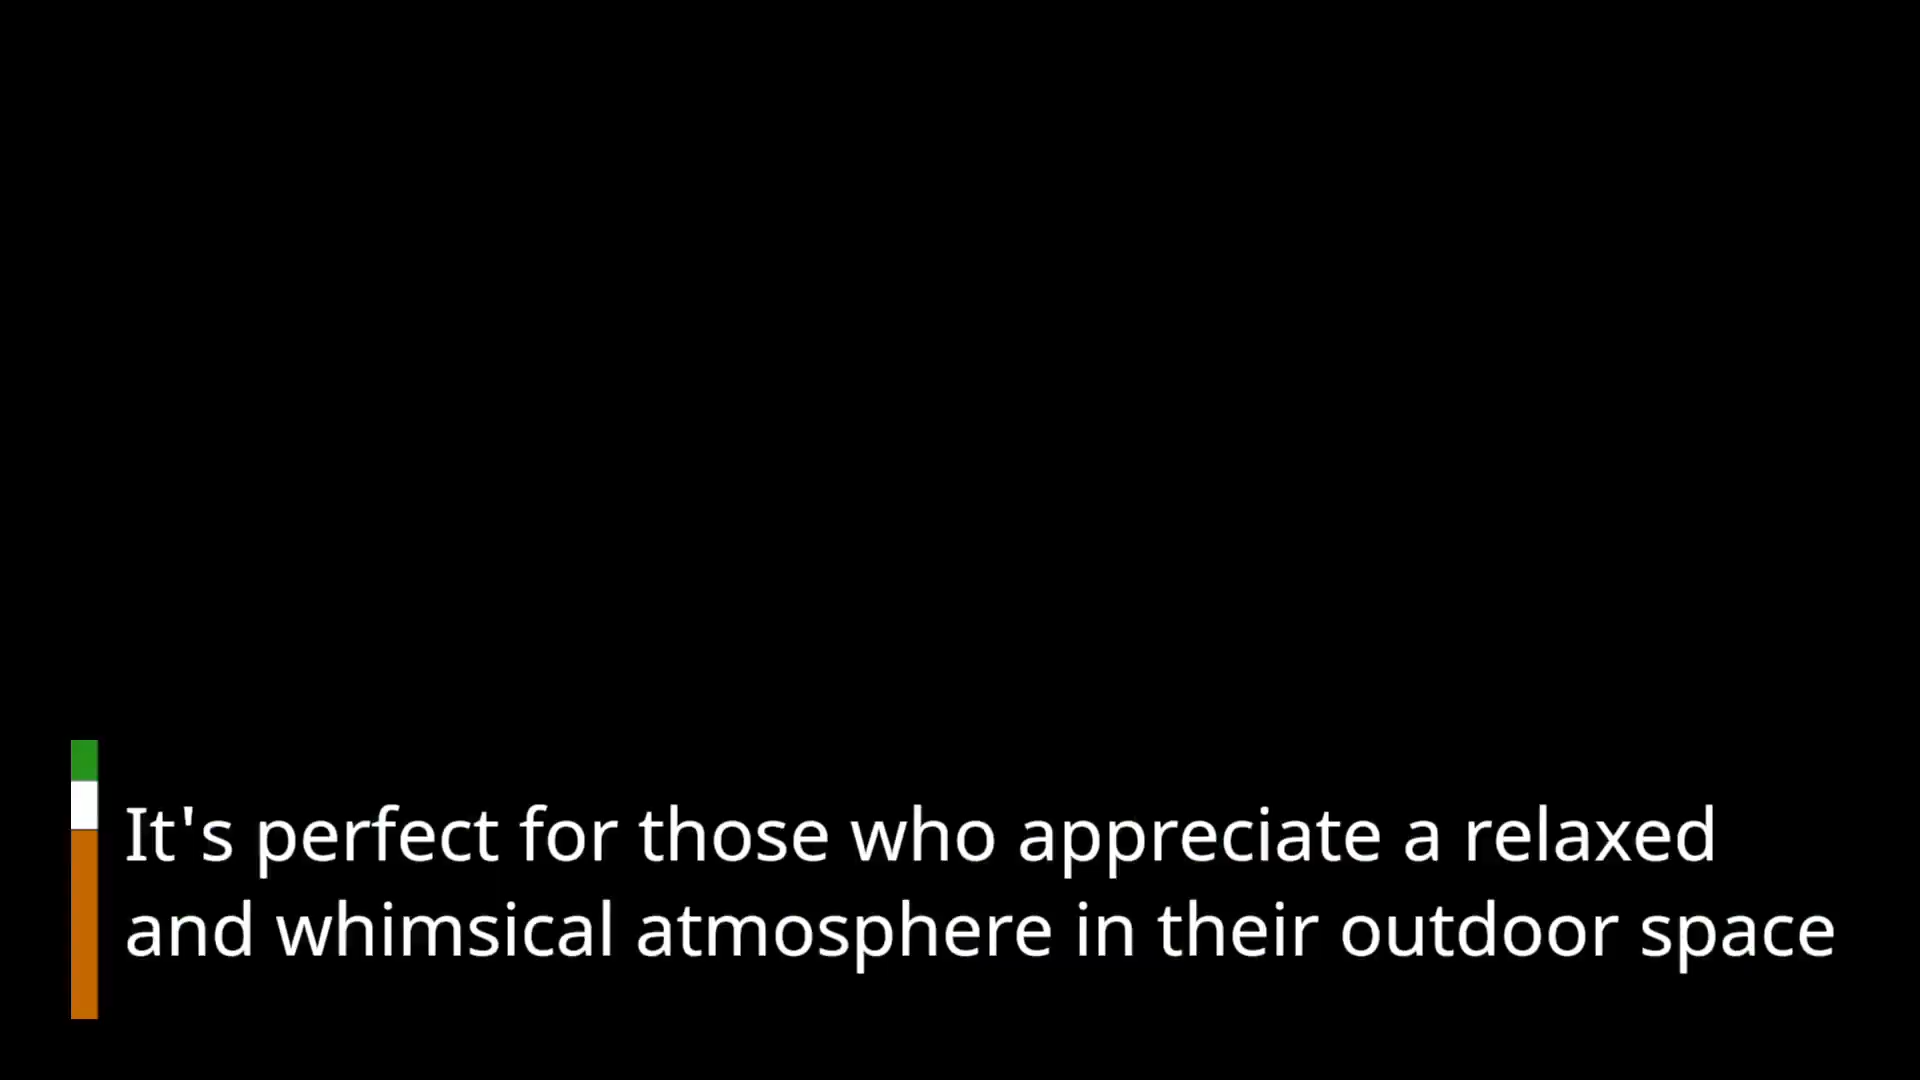 It's perfect for those who appreciate a relaxed
and whimsical atmosphere in their outdoor space